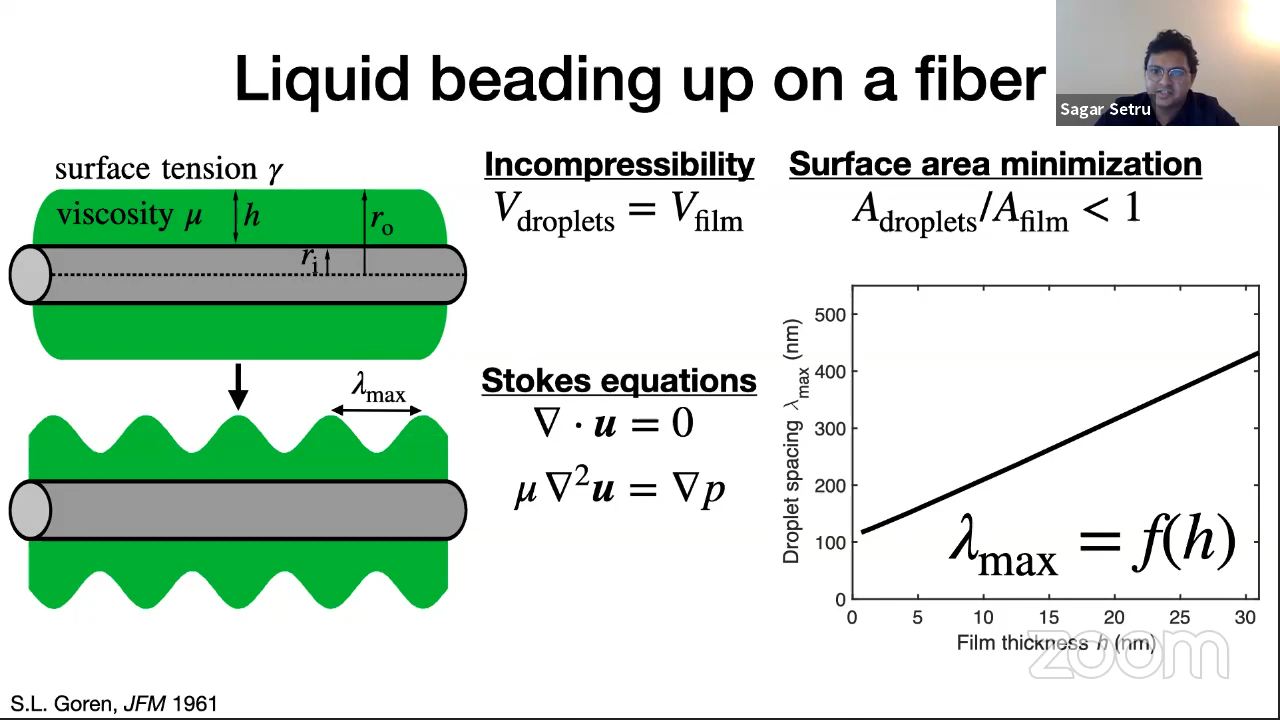 Liquid beading up on a fiber
Sagar Setru
surface tension γ
viscosity μ
h
r_o
r_i
λ_max
Incompressibility
V_droplets = V_film
Surface area minimization
A_droplets/A_film < 1
Stokes equations
∇ · u = 0
μ ∇²u = ∇p
Droplet spacing λ_max (nm)
500
400
300
200
100
0
0 5 10 15 20 25 30
Film thickness h (nm)
λ_max = f(h)
zoom
S.L. Goren, JFM 1961